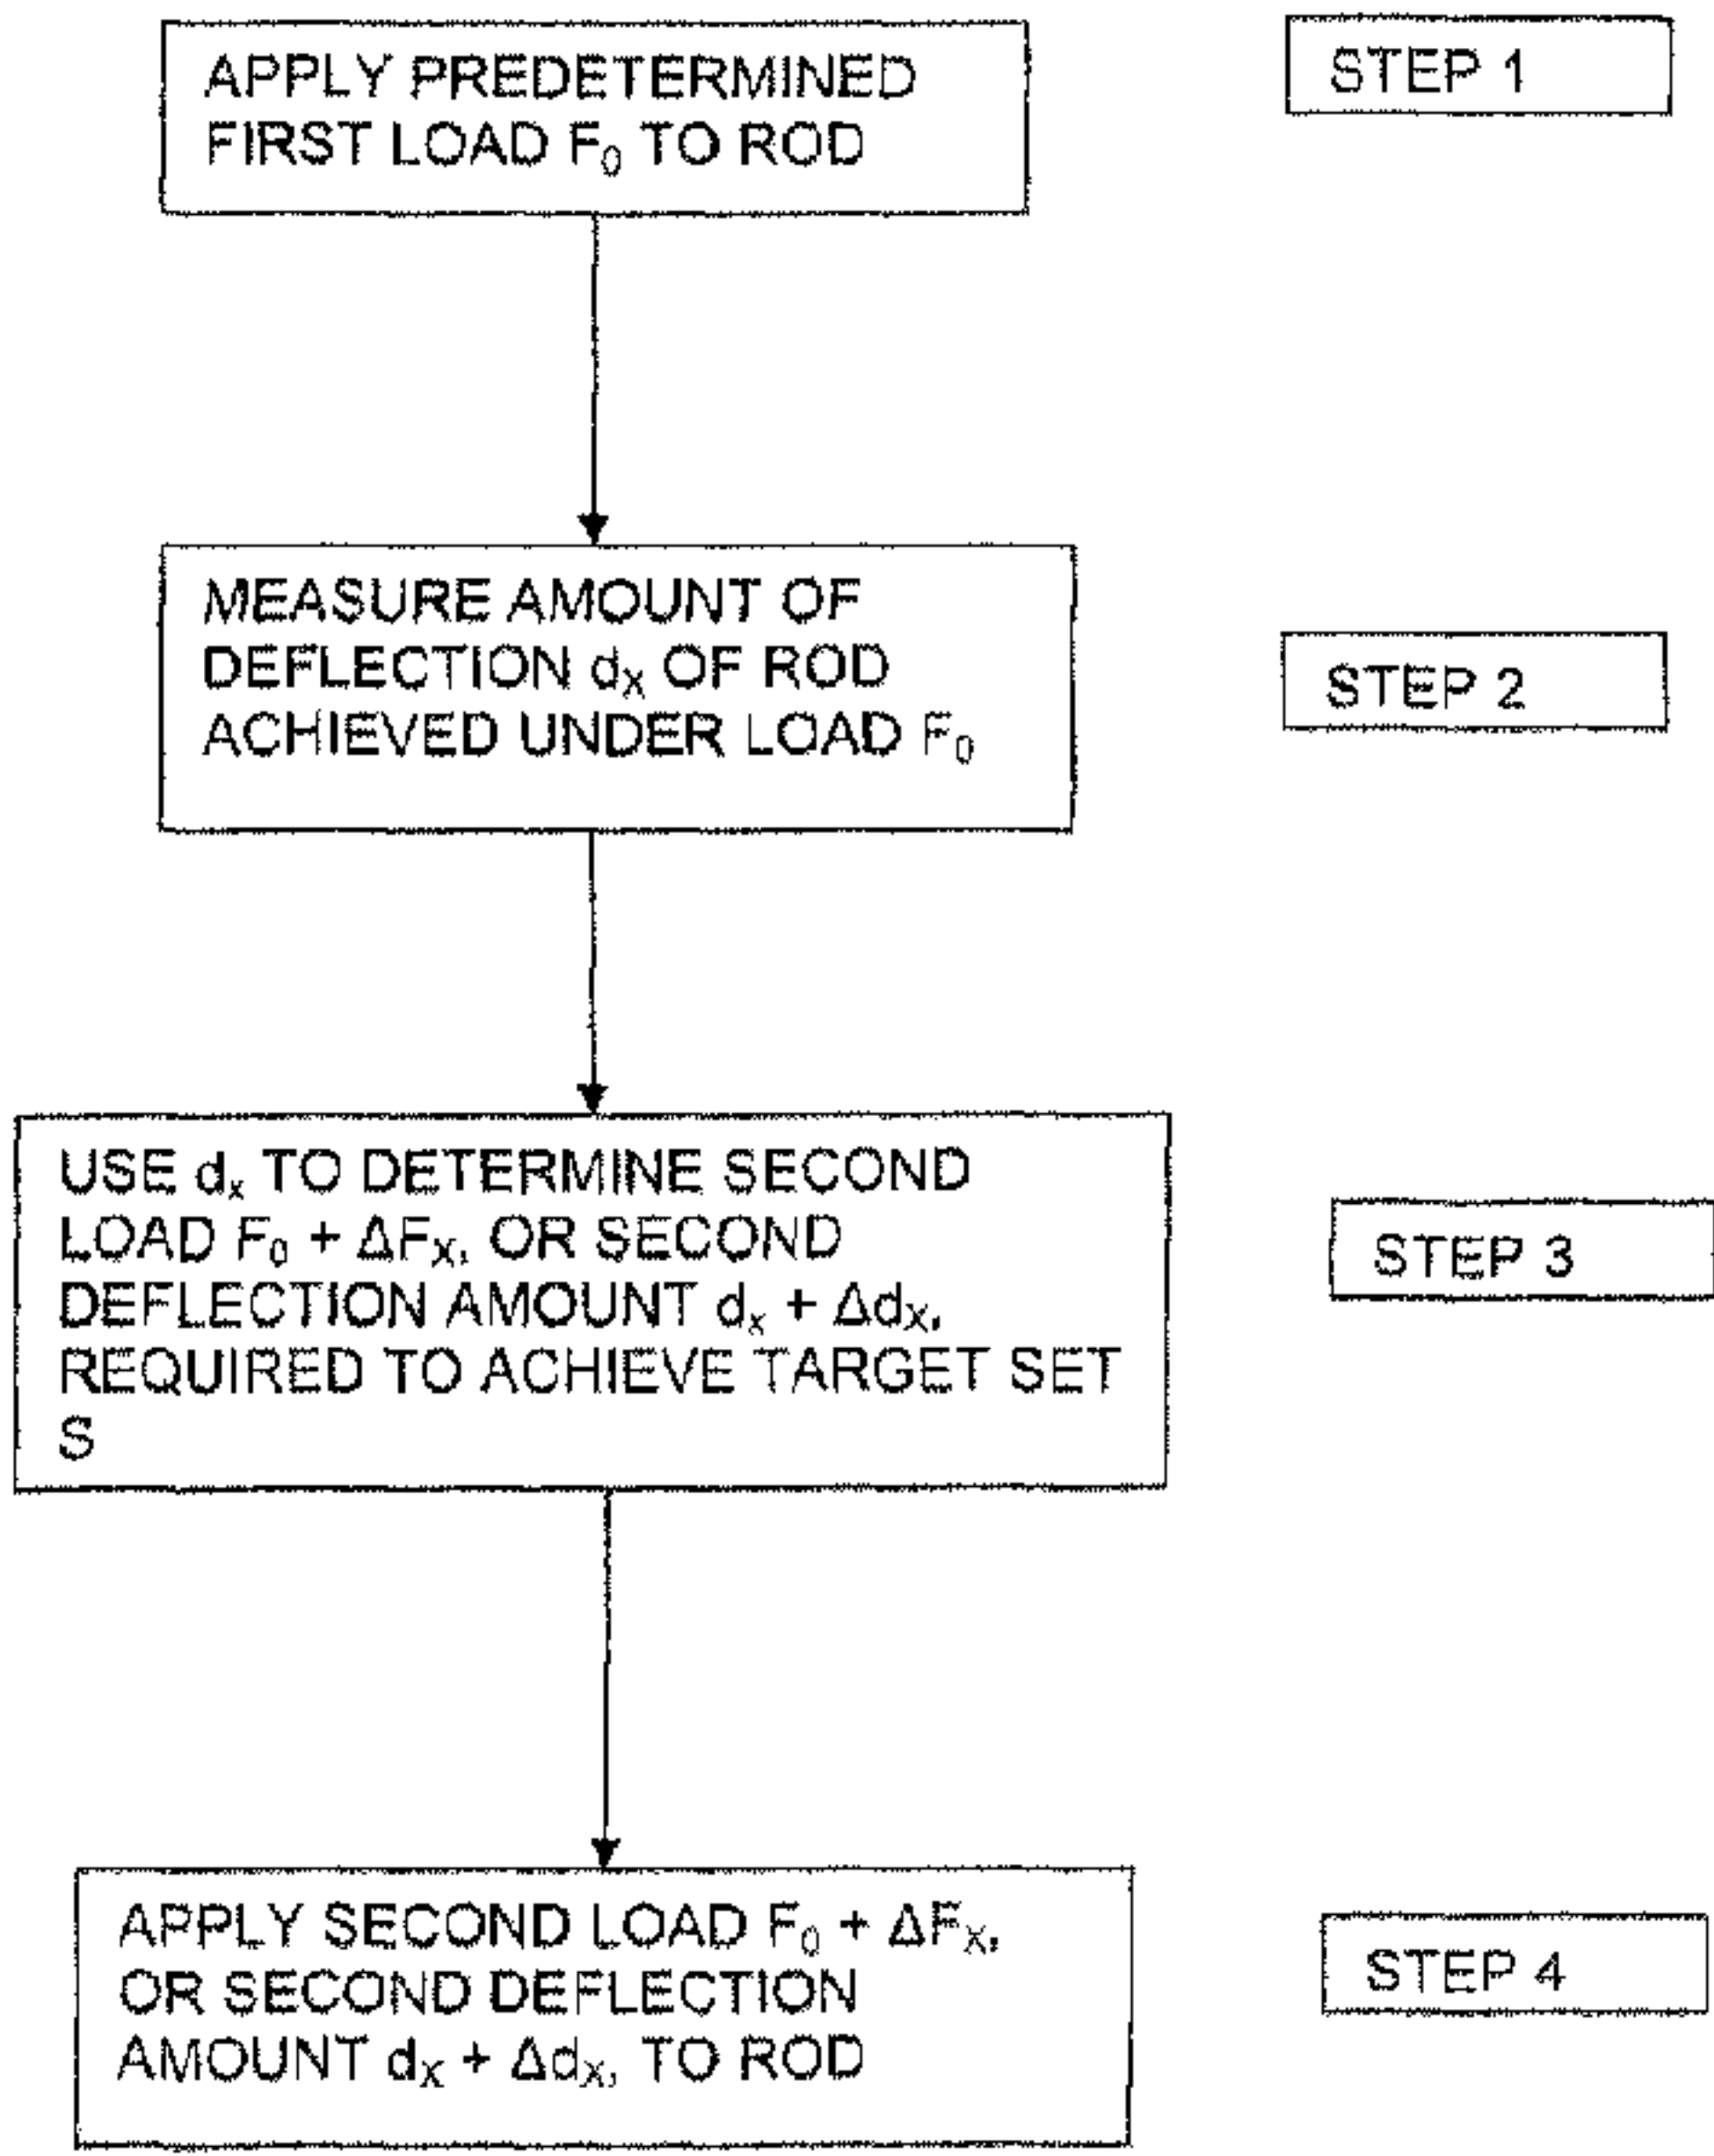 APPLY PREDETERMINED
FIRST LOAD F₀ TO ROD
STEP 1
MEASURE AMOUNT OF
DEFLECTION dₓ OF ROD
ACHIEVED UNDER LOAD F₀
STEP 2
USE dₓ TO DETERMINE SECOND
LOAD F₀ + ΔFₓ, OR SECOND
DEFLECTION AMOUNT dₓ + Δdₓ,
REQUIRED TO ACHIEVE TARGET SET
S
STEP 3
APPLY SECOND LOAD F₀ + ΔFₓ,
OR SECOND DEFLECTION
AMOUNT dₓ + Δdₓ, TO ROD
STEP 4